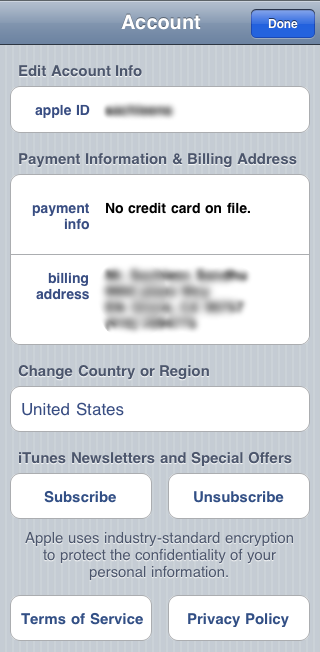 Account
Done
Edit Account Info
apple ID
Payment Information & Billing Address
payment
info
No credit card on file.
billing
address
Change Country or Region
United States
iTunes Newsletters and Special Offers
Subscribe
Unsubscribe
Apple uses industry-standard encryption
to protect the confidentiality of your
personal information.
Terms of Service
Privacy Policy